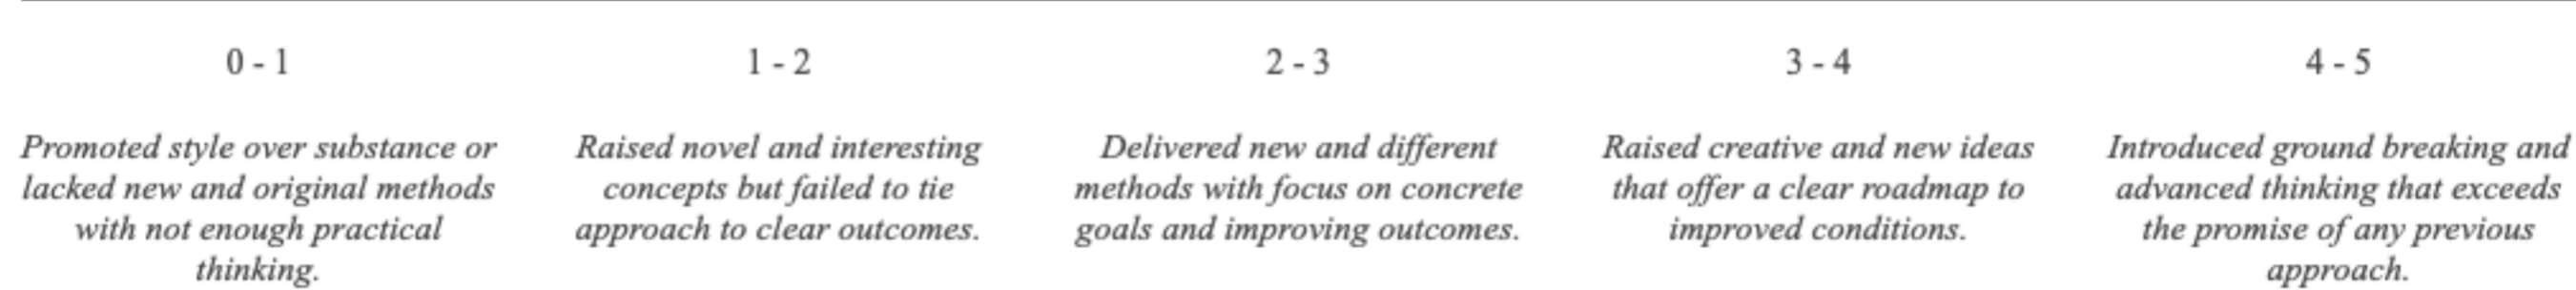 0 - 1
Promoted style over substance or
lacked new and original methods
with not enough practical
thinking.
1 - 2
Raised novel and interesting
concepts but failed to tie
approach to clear outcomes.
2 - 3
Delivered new and different
methods with focus on concrete
goals and improving outcomes.
3 - 4
Raised creative and new ideas
that offer a clear roadmap to
improved conditions.
4 - 5
Introduced ground breaking and
advanced thinking that exceeds
the promise of any previous
approach.